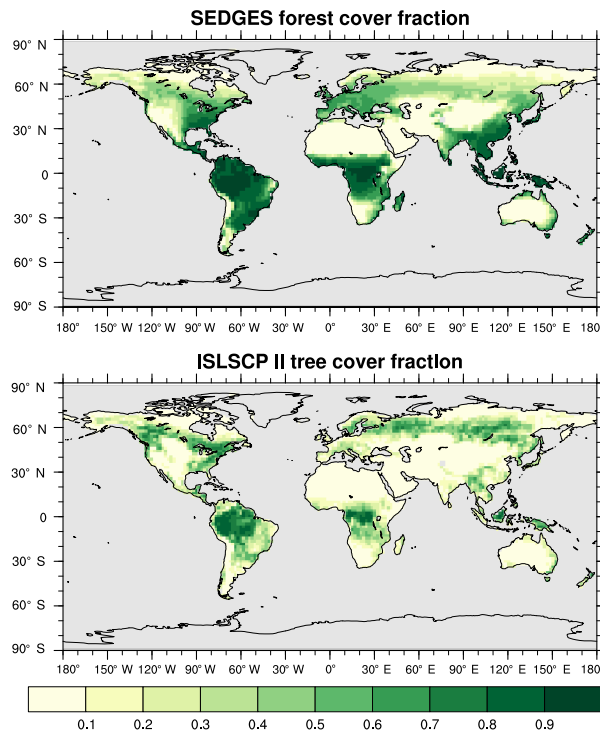 SEDGES forest cover fraction
90° N
60° N
30° N
0
30° S
60° S
90° S
180° 150° W 120° W 90° W 60° W 30° W 0° 30° E 60° E 90° E 120° E 150° E 180°
ISLSCP II tree cover fraction
90° N
60° N
30° N
0
30° S
60° S
90° S
180° 150° W 120° W 90° W 60° W 30° W 0° 30° E 60° E 90° E 120° E 150° E 180
0.1 0.2 0.3 0.4 0.5 0.6 0.7 0.8 0.9